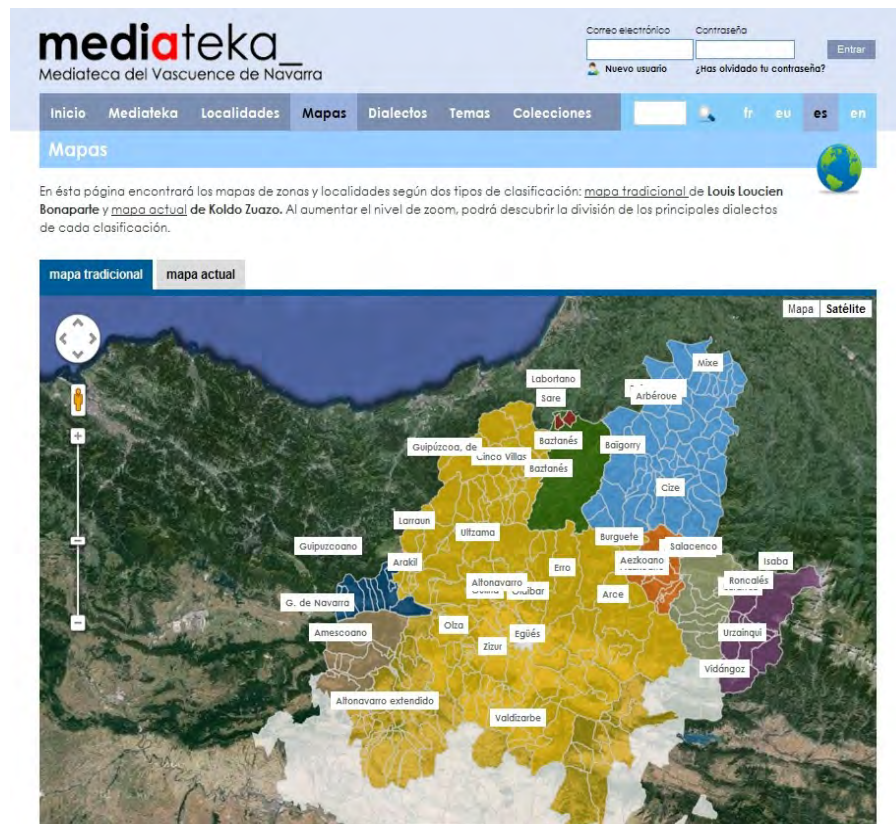 mediateka_
Mediateca del Vascuence de Navarra
Correo electrónico Contraseña
Entrar
Nuevo usuario ¿Has olvidado tu contraseña?
Inicio Mediateka Localidades Mapas Dialectos Temas Colecciones fr eu es en
Mapas
En ésta página encontrará los mapas de zonas y localidades según dos tipos de clasificación: mapa tradicional de Louis Loucien
Bonaparte y mapa actual de Koldo Zuazo. Al aumentar el nivel de zoom, podrá descubrir la división de los principales dialectos
de cada clasificación.
mapa tradicional mapa actual
Mapa Satélite
Mixe
Labortano
Arbéroue
Sare
Baztanés
Baïgorry
Guipúzcoa, de
Cinco Villas
Baztanés
Cize
Larraun
Ultzama
Burguete
Guipuzcoano
Salacenco
Arakil
Erro
Aezkoano
Isaba
Altonavarro
Roncalés
G. de Navarra
Arce
Olza
Amescoano
Egüés
Urzainqui
Zizur
Vidángoz
Altonavarro extendido
Valdizarbe